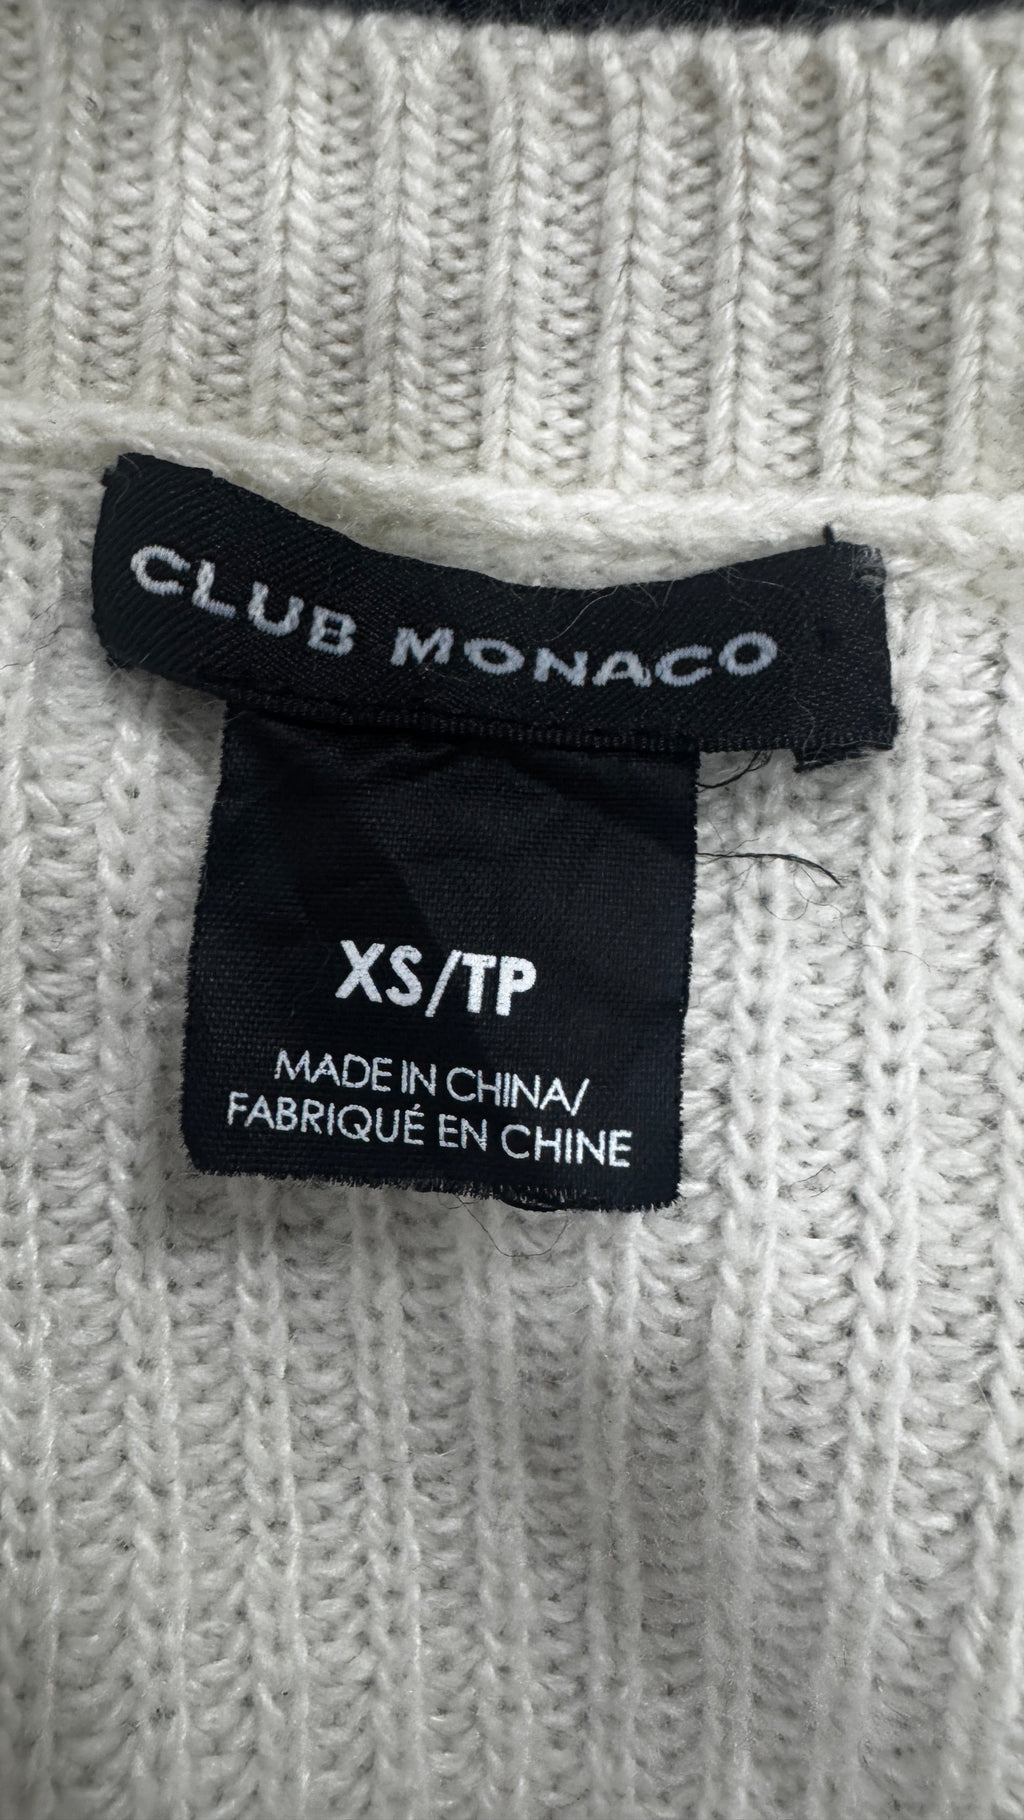 CLUB MONACO
XS/TP
MADE IN CHINA/
FABRIQUÉ EN CHINE